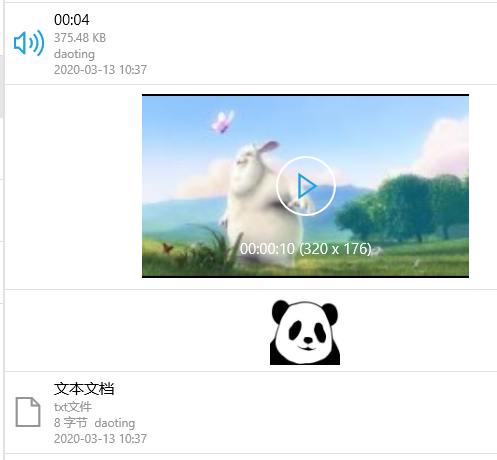 00:04
375.48 KB
daoting
2020-03-13 10:37
00:00:10 (320 x 176)
文本文档
txt文件
8 字节  daoting
2020-03-13 10:37